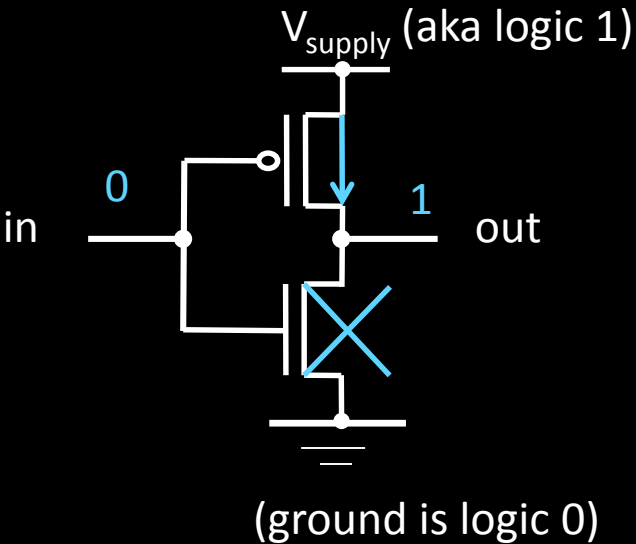 Vsupply (aka logic 1)
0
1
in
out
(ground is logic 0)